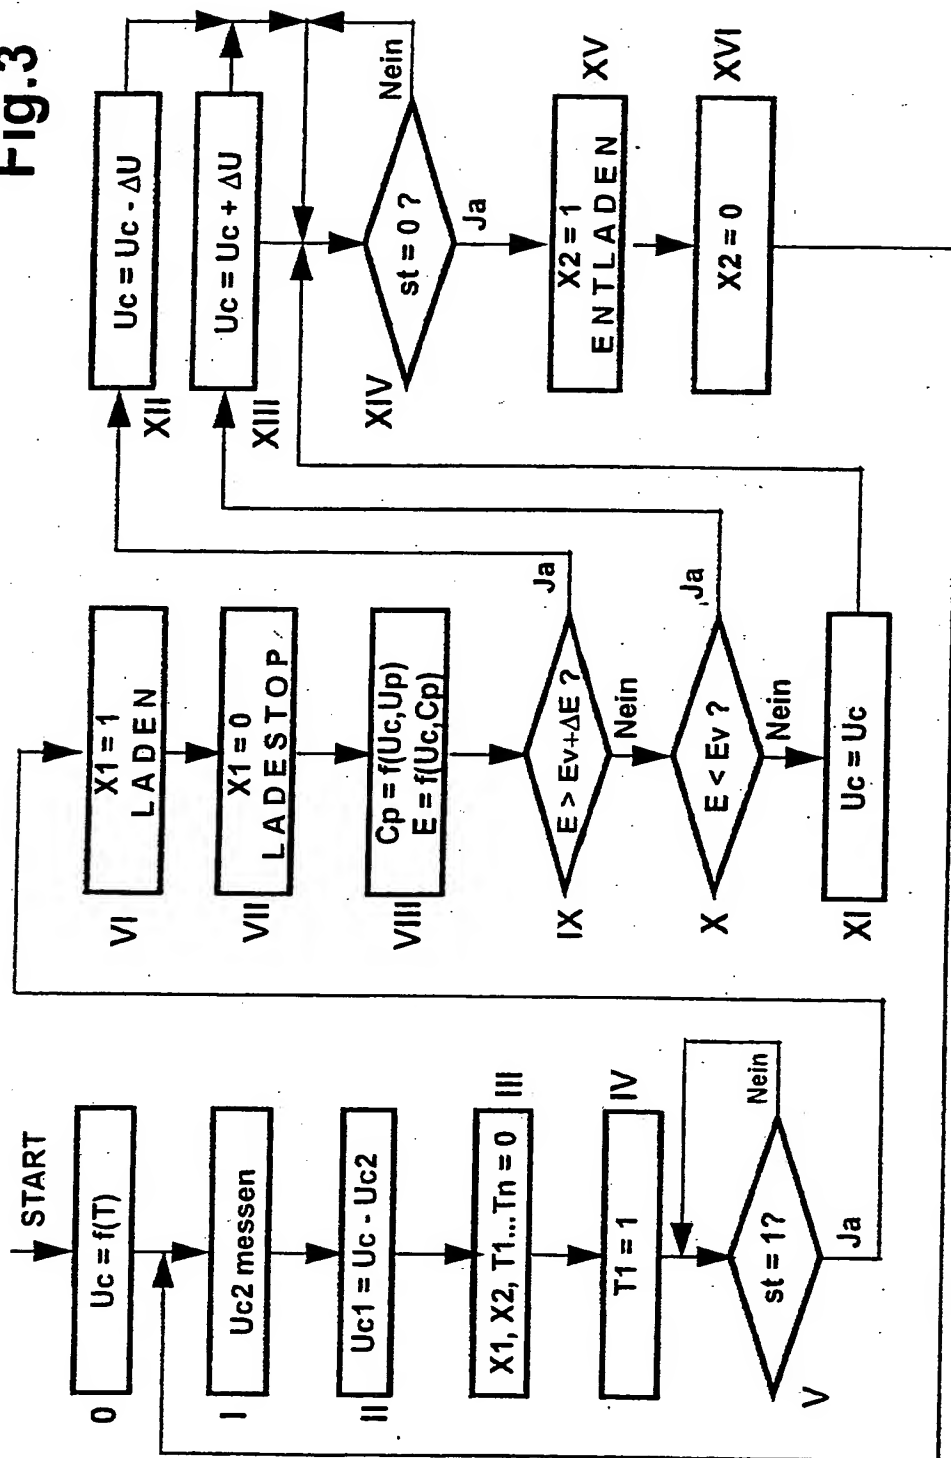 Fig.3
START
0
Uc = f(T)
I
Uc2 messen
II
Uc1 = Uc - Uc2
III
X1, X2, T1...Tn = 0
IV
T1 = 1
V
st = 1?
Nein
Ja
VI
X1 = 1
LADEN
VII
X1 = 0
LADESTOP
VIII
Cp = f(Uc,Up)
E = f(Uc,Cp)
IX
E > Ev+ΔE ?
Ja
Nein
X
E < Ev ?
Ja
Nein
XI
Uc = Uc
XII
Uc = Uc - ΔU
XIII
Uc = Uc + ΔU
XIV
st = 0 ?
Nein
Ja
XV
X2 = 1
ENTLADEN
XVI
X2 = 0